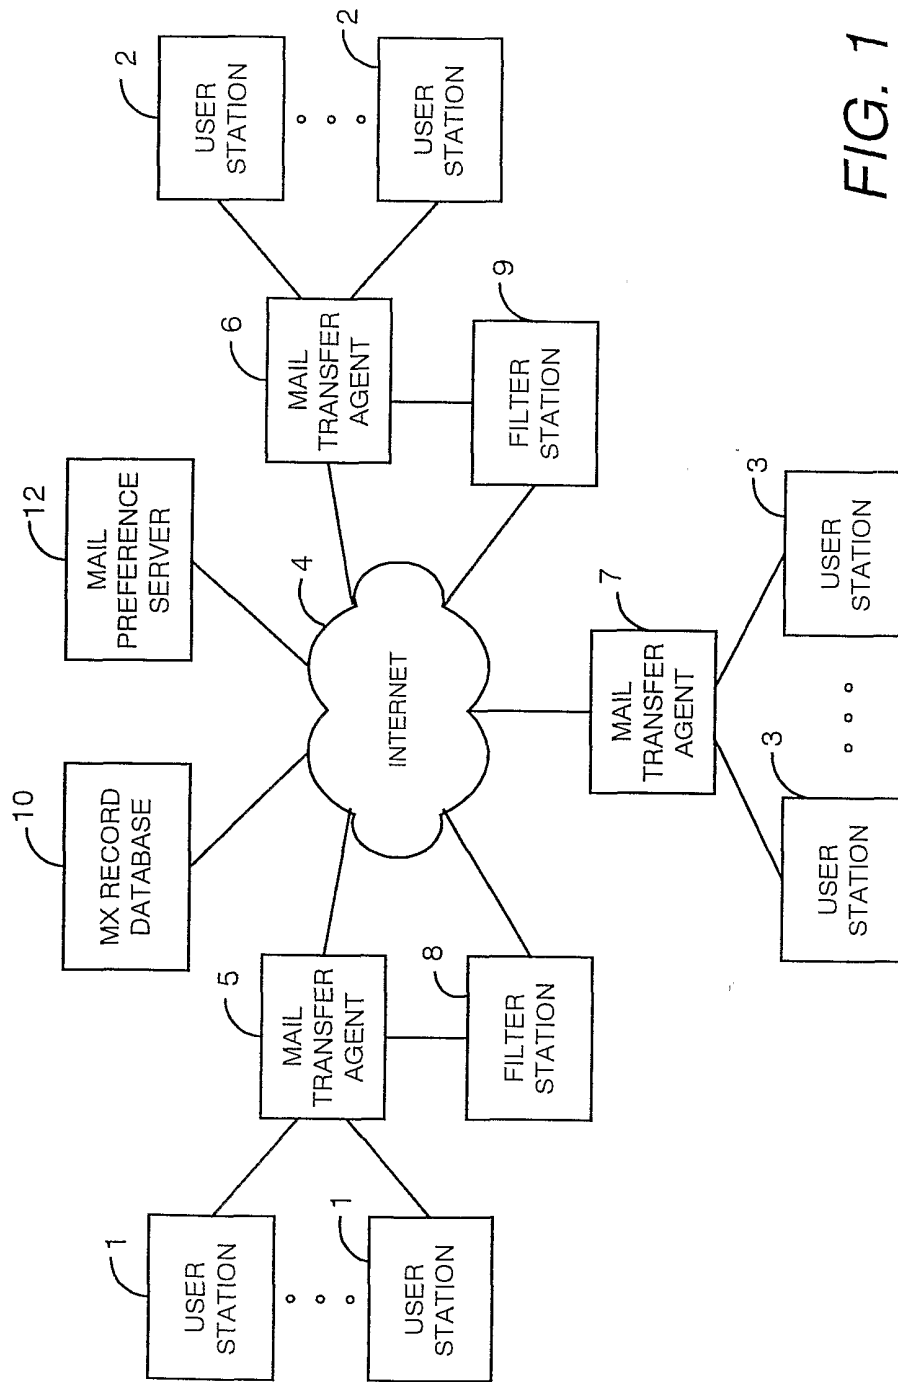 10
MX RECORD
DATABASE
12
MAIL
PREFERENCE
SERVER
1
USER
STATION
1
USER
STATION
5
MAIL
TRANSFER
AGENT
8
FILTER
STATION
4
INTERNET
6
MAIL
TRANSFER
AGENT
9
FILTER
STATION
2
USER
STATION
2
USER
STATION
7
MAIL
TRANSFER
AGENT
3
USER
STATION
3
USER
STATION
FIG. 1